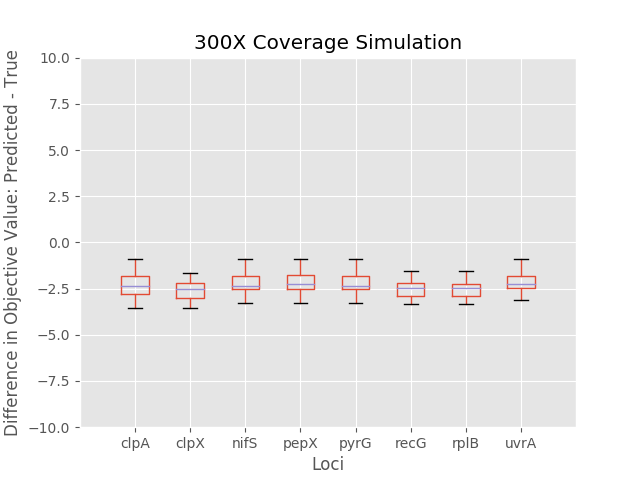 300X Coverage Simulation
Difference in Objective Value: Predicted - True
10.0
7.5
5.0
2.5
0.0
−2.5
−5.0
−7.5
−10.0
clpA clpX nifS pepX pyrG recG rplB uvrA
Loci